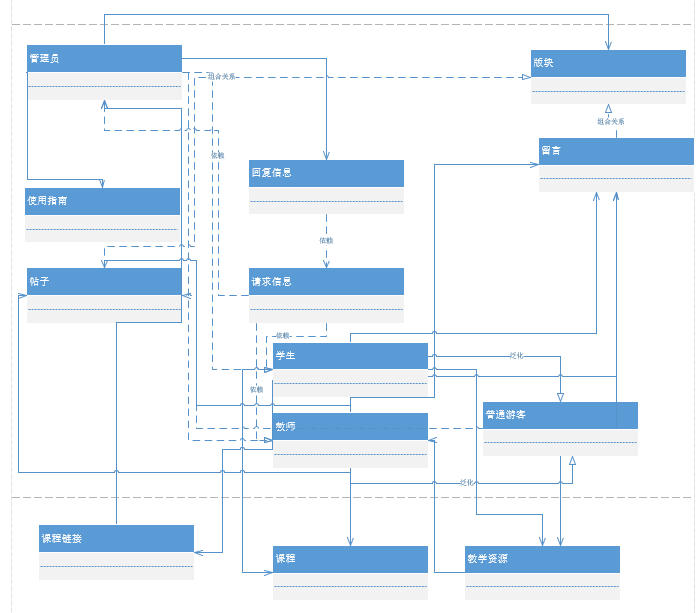 管理员
组合关系
版块
组合关系
依赖
留言
回复信息
使用指南
依赖
帖子
请求信息
依赖
学生
泛化
依赖
普通游客
教师
泛化
课程链接
课程
教学资源